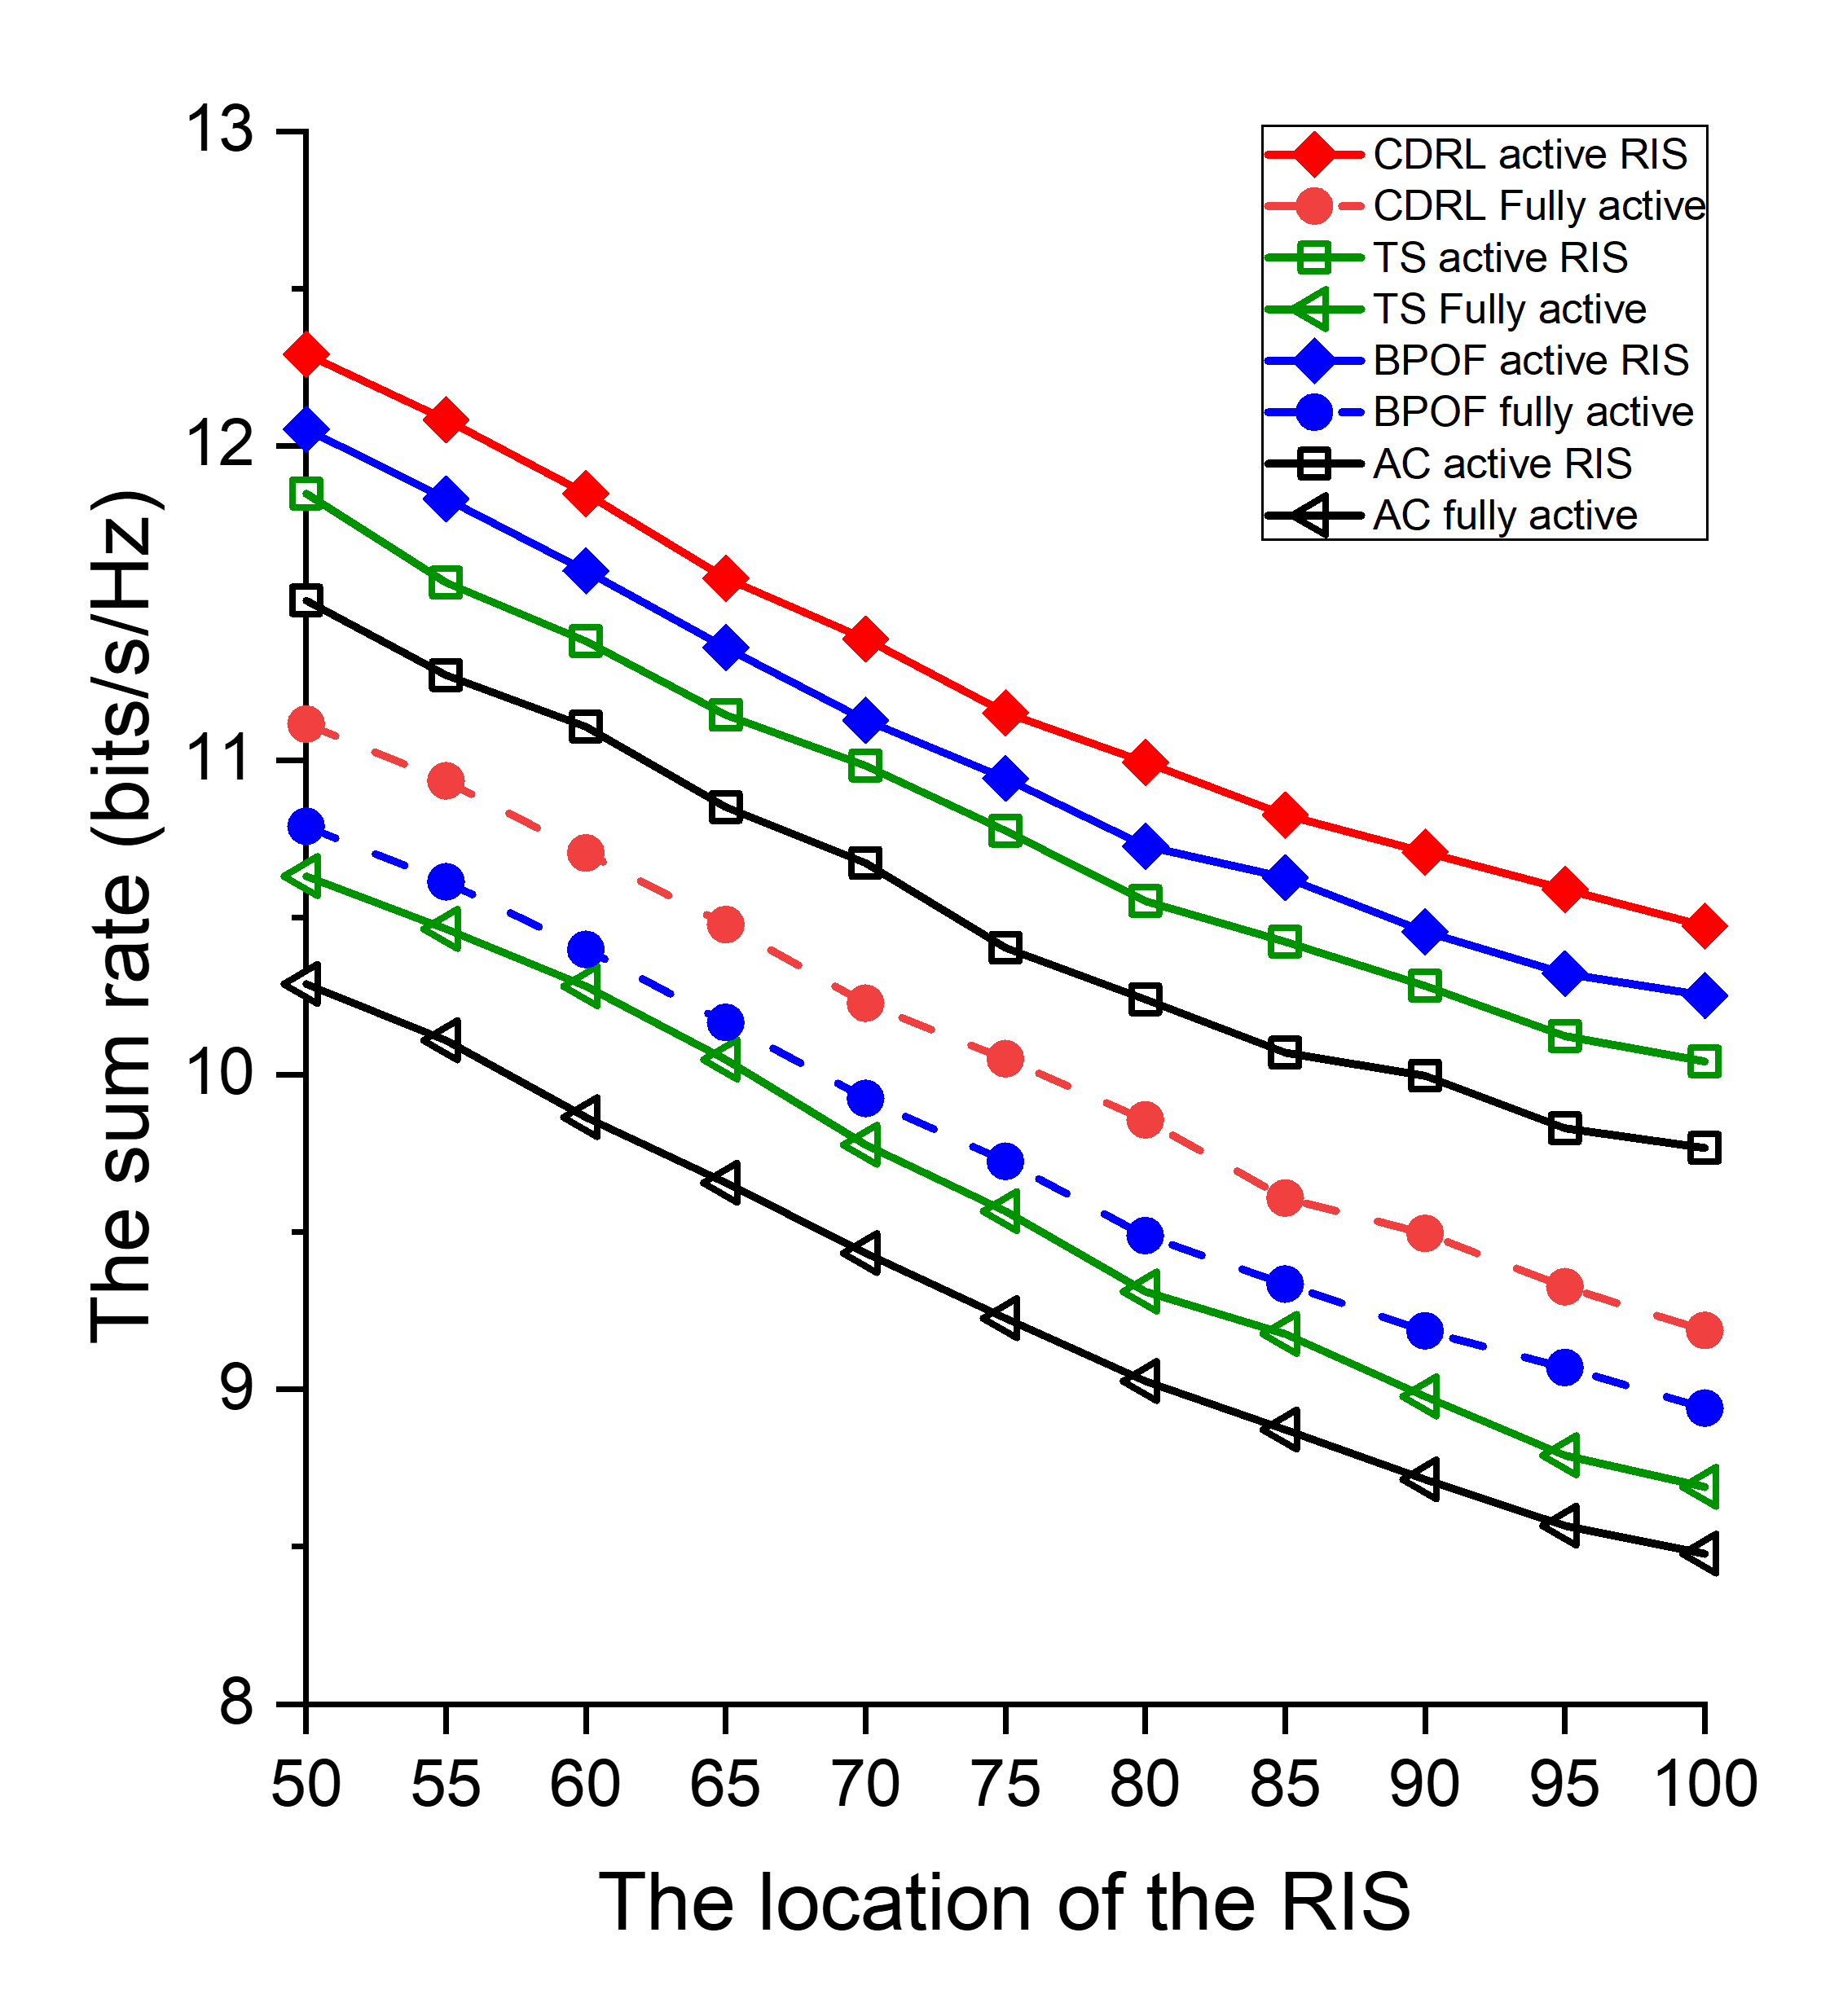 13
12
11
10
9
8
The sum rate (bits/s/Hz)
CDRL active RIS
CDRL Fully active
TS active RIS
TS Fully active
BPOF active RIS
BPOF fully active
AC active RIS
AC fully active
50 55 60 65 70 75 80 85 90 95 100
The location of the RIS